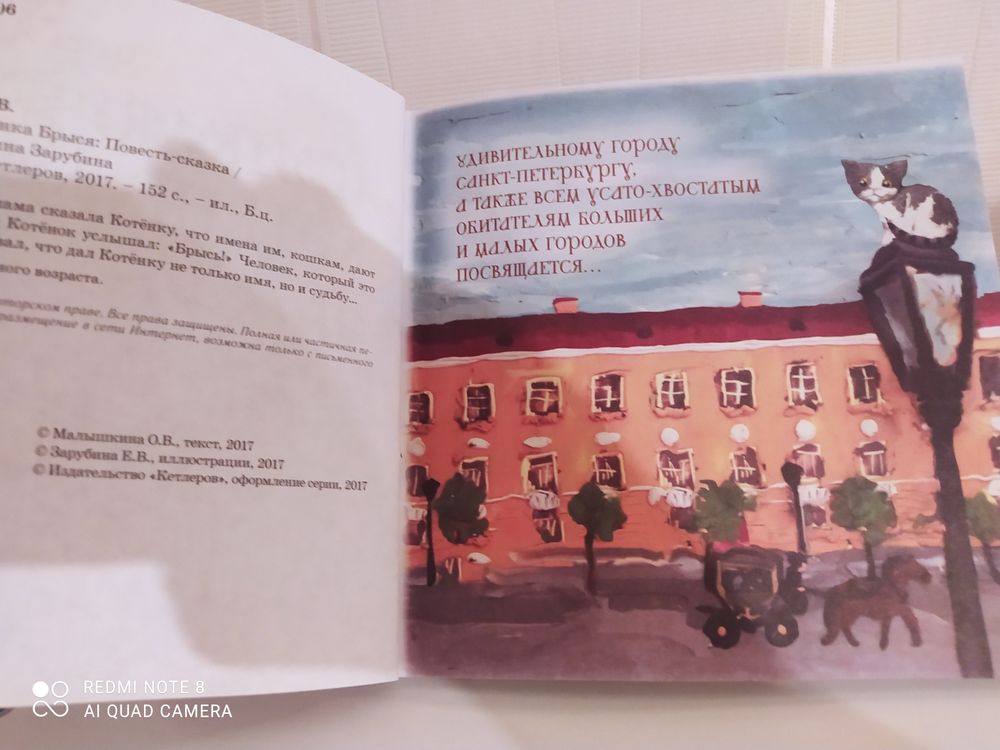 06
В.
нка Брыся: Повесть-сказка /
на Зарубина
тлеров, 2017. – 152 с., – ил., Б.ц.
ама сказала Котёнку, что имена им, кошкам, дают
Котёнок услышал: «Брысь!» Человек, который это
вал, что дал Котёнку не только имя, но и судьбу...
ного возраста.
торском праве. Все права защищены. Полная или частичная пе-
размещение в сети Интернет, возможна только с письменного
© Малышкина О.В., текст, 2017
© Зарубина Е.В., иллюстрации, 2017
© Издательство «Кетлеров», оформление серии, 2017
УДИВИТЕЛЬНОМУ ГОРОДУ
САНКТ-ПЕТЕРБУРГУ,
А ТАКЖЕ ВСЕМ УСАТО-ХВОСТАТЫМ
ОБИТАТЕЛЯМ БОЛЬШИХ
И МАЛЫХ ГОРОДОВ
ПОСВЯЩАЕТСЯ...
REDMI NOTE 8
AI QUAD CAMERA